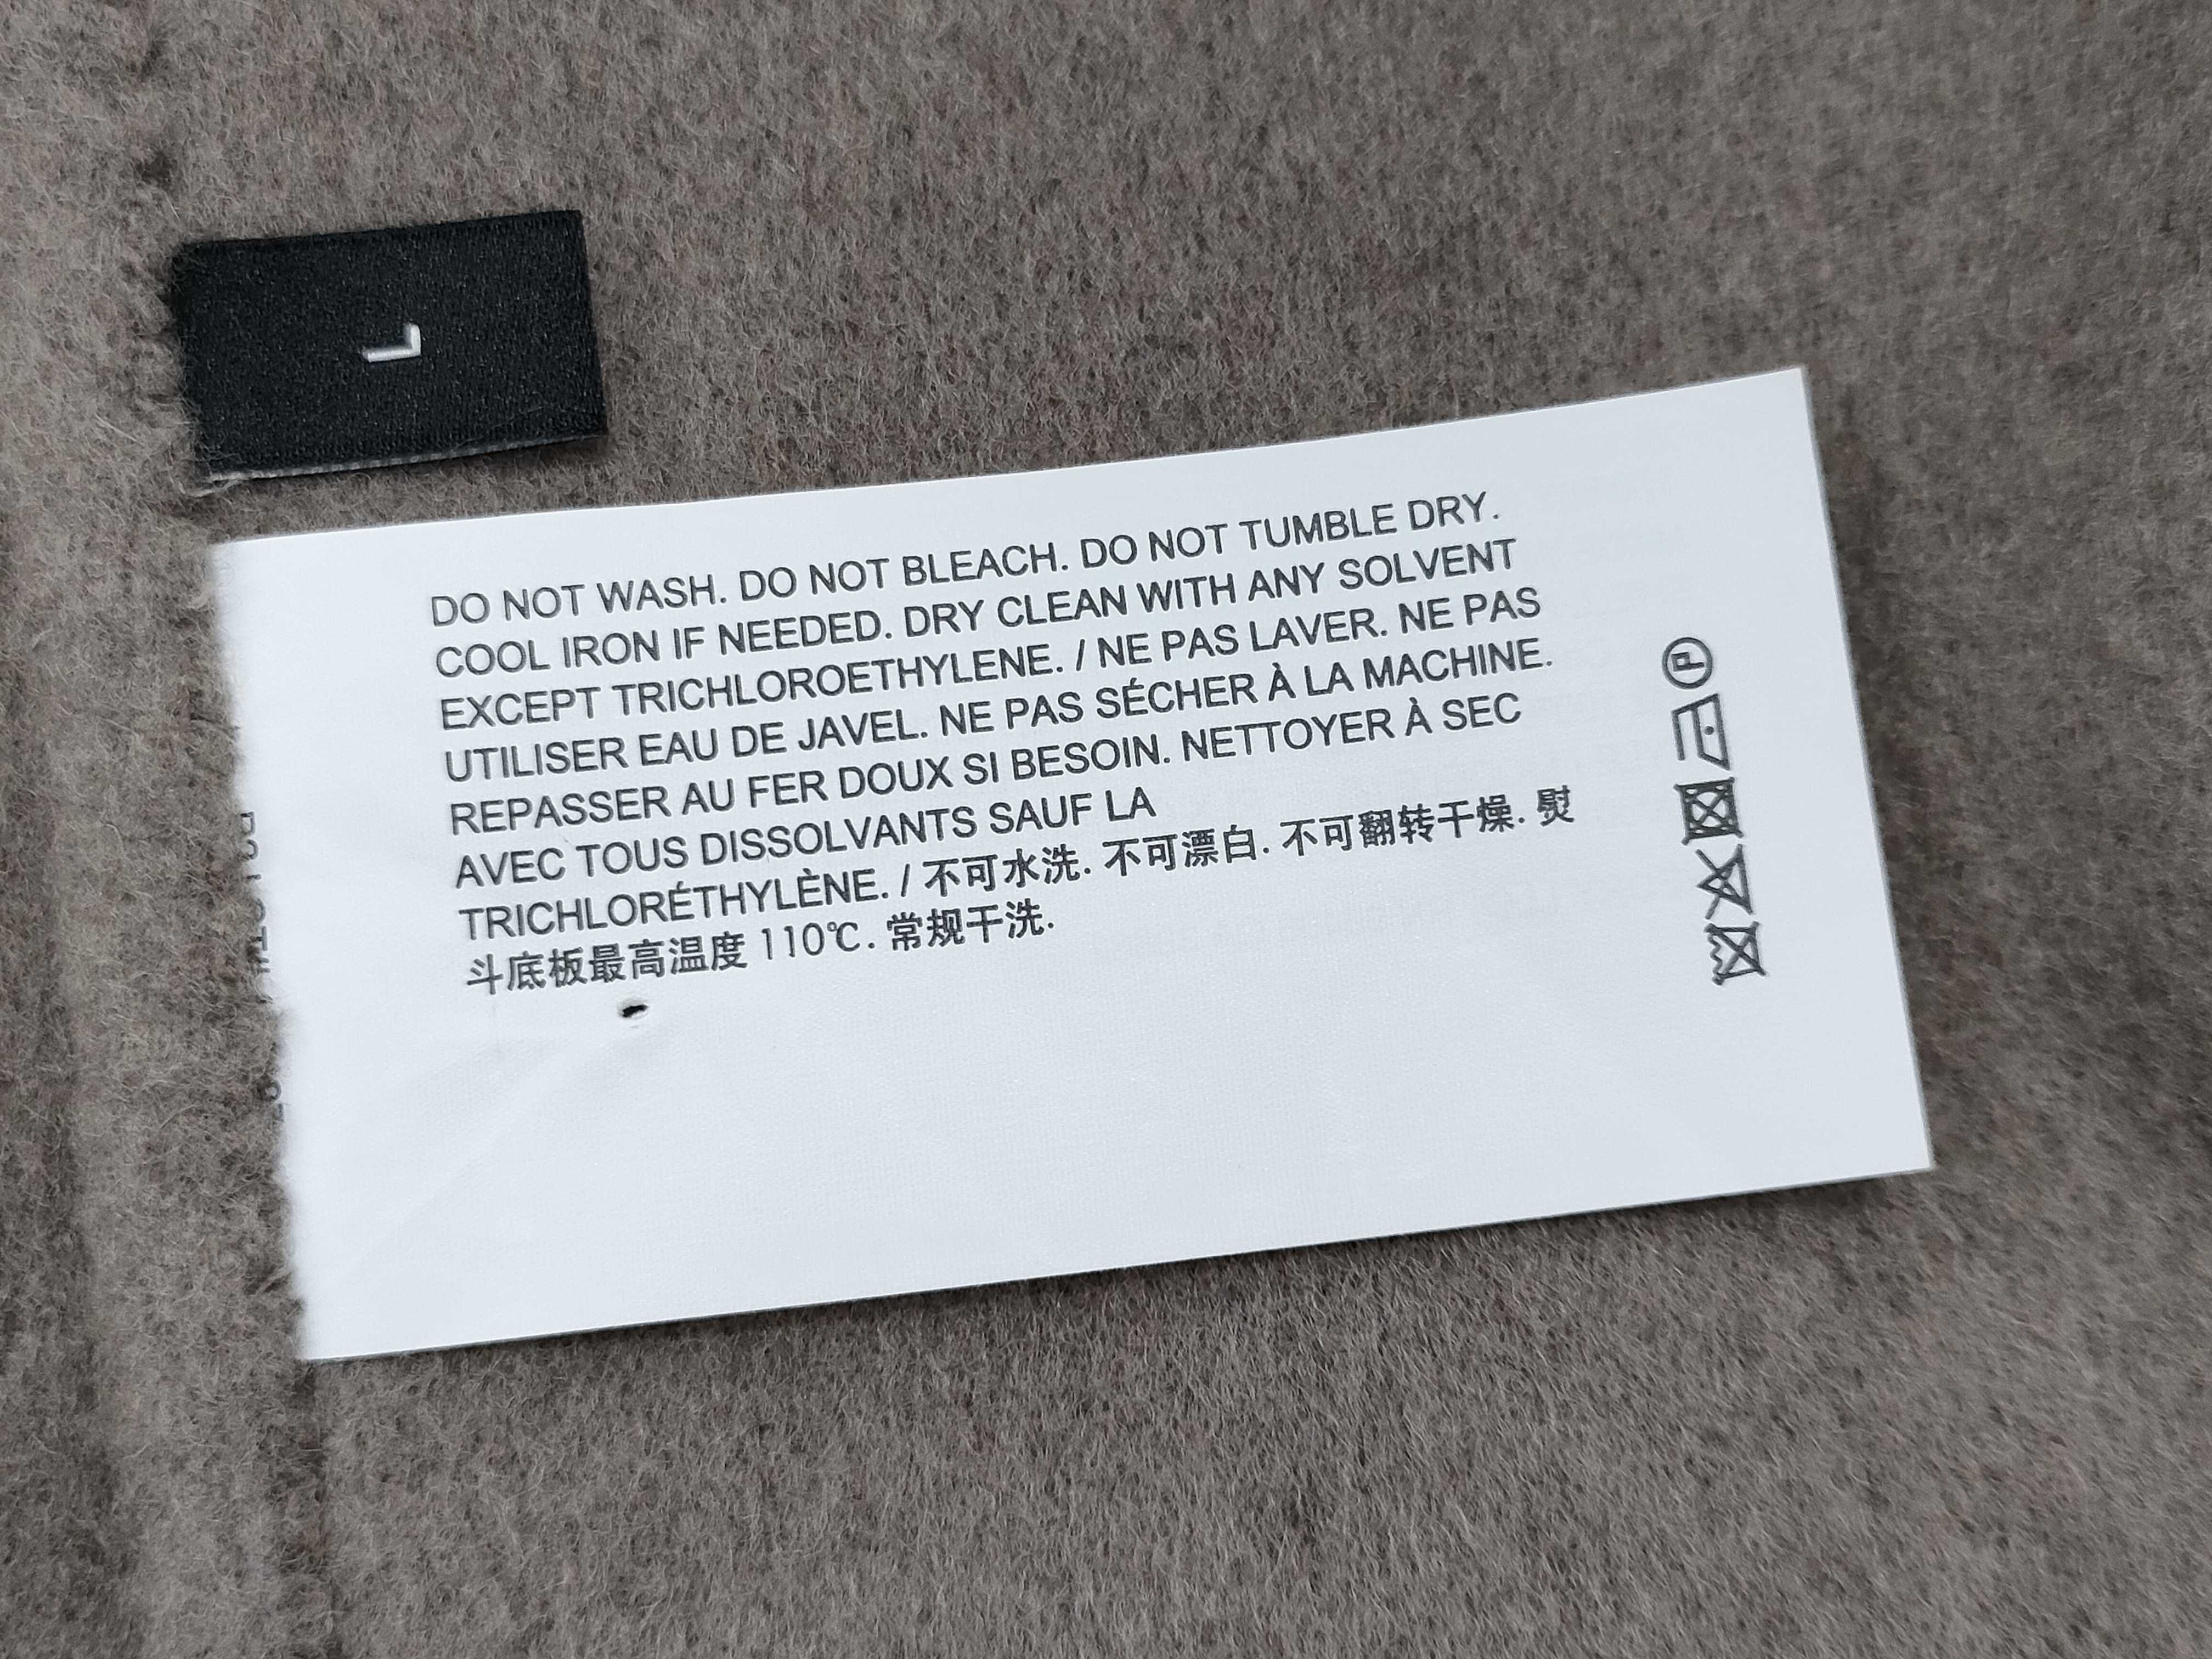 L
DO NOT WASH. DO NOT BLEACH. DO NOT TUMBLE DRY.
COOL IRON IF NEEDED. DRY CLEAN WITH ANY SOLVENT
EXCEPT TRICHLOROETHYLENE. / NE PAS LAVER. NE PAS
UTILISER EAU DE JAVEL. NE PAS SÉCHER À LA MACHINE.
REPASSER AU FER DOUX SI BESOIN. NETTOYER À SEC
AVEC TOUS DISSOLVANTS SAUF LA
TRICHLORÉTHYLÈNE. / 不可水洗. 不可漂白. 不可翻转干燥. 熨
斗底板最高温度 110℃. 常规干洗.
P